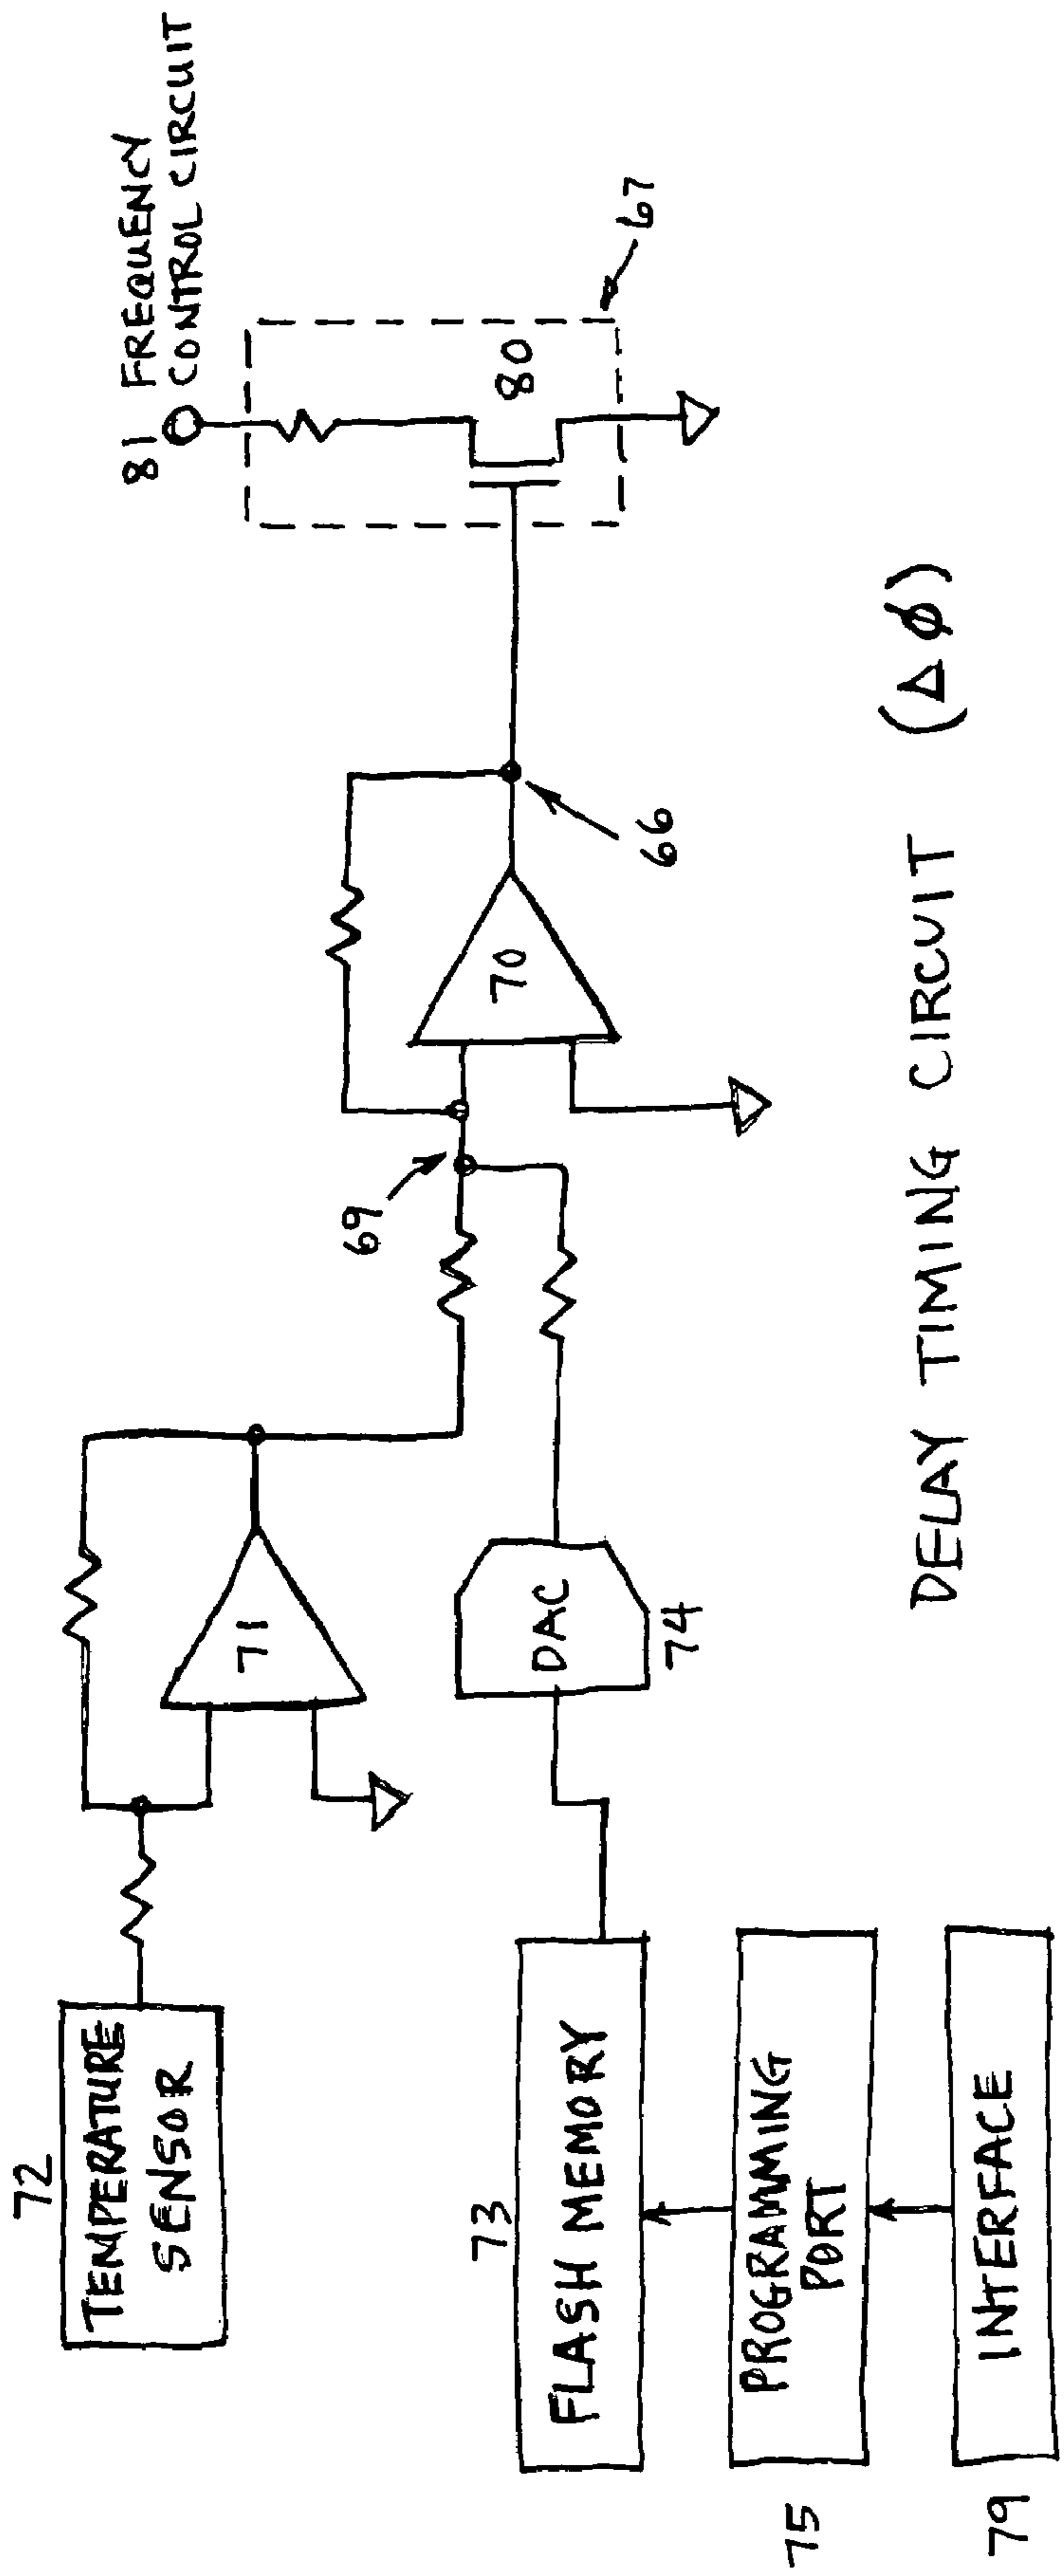 81 FREQUENCY
CONTROL CIRCUIT
72
TEMPERATURE
SENSOR
71
69
70
66
80
67
73
FLASH MEMORY
DAC
74
75
PROGRAMMING
PORT
79
INTERFACE
DELAY TIMING CIRCUIT (Δ Φ)